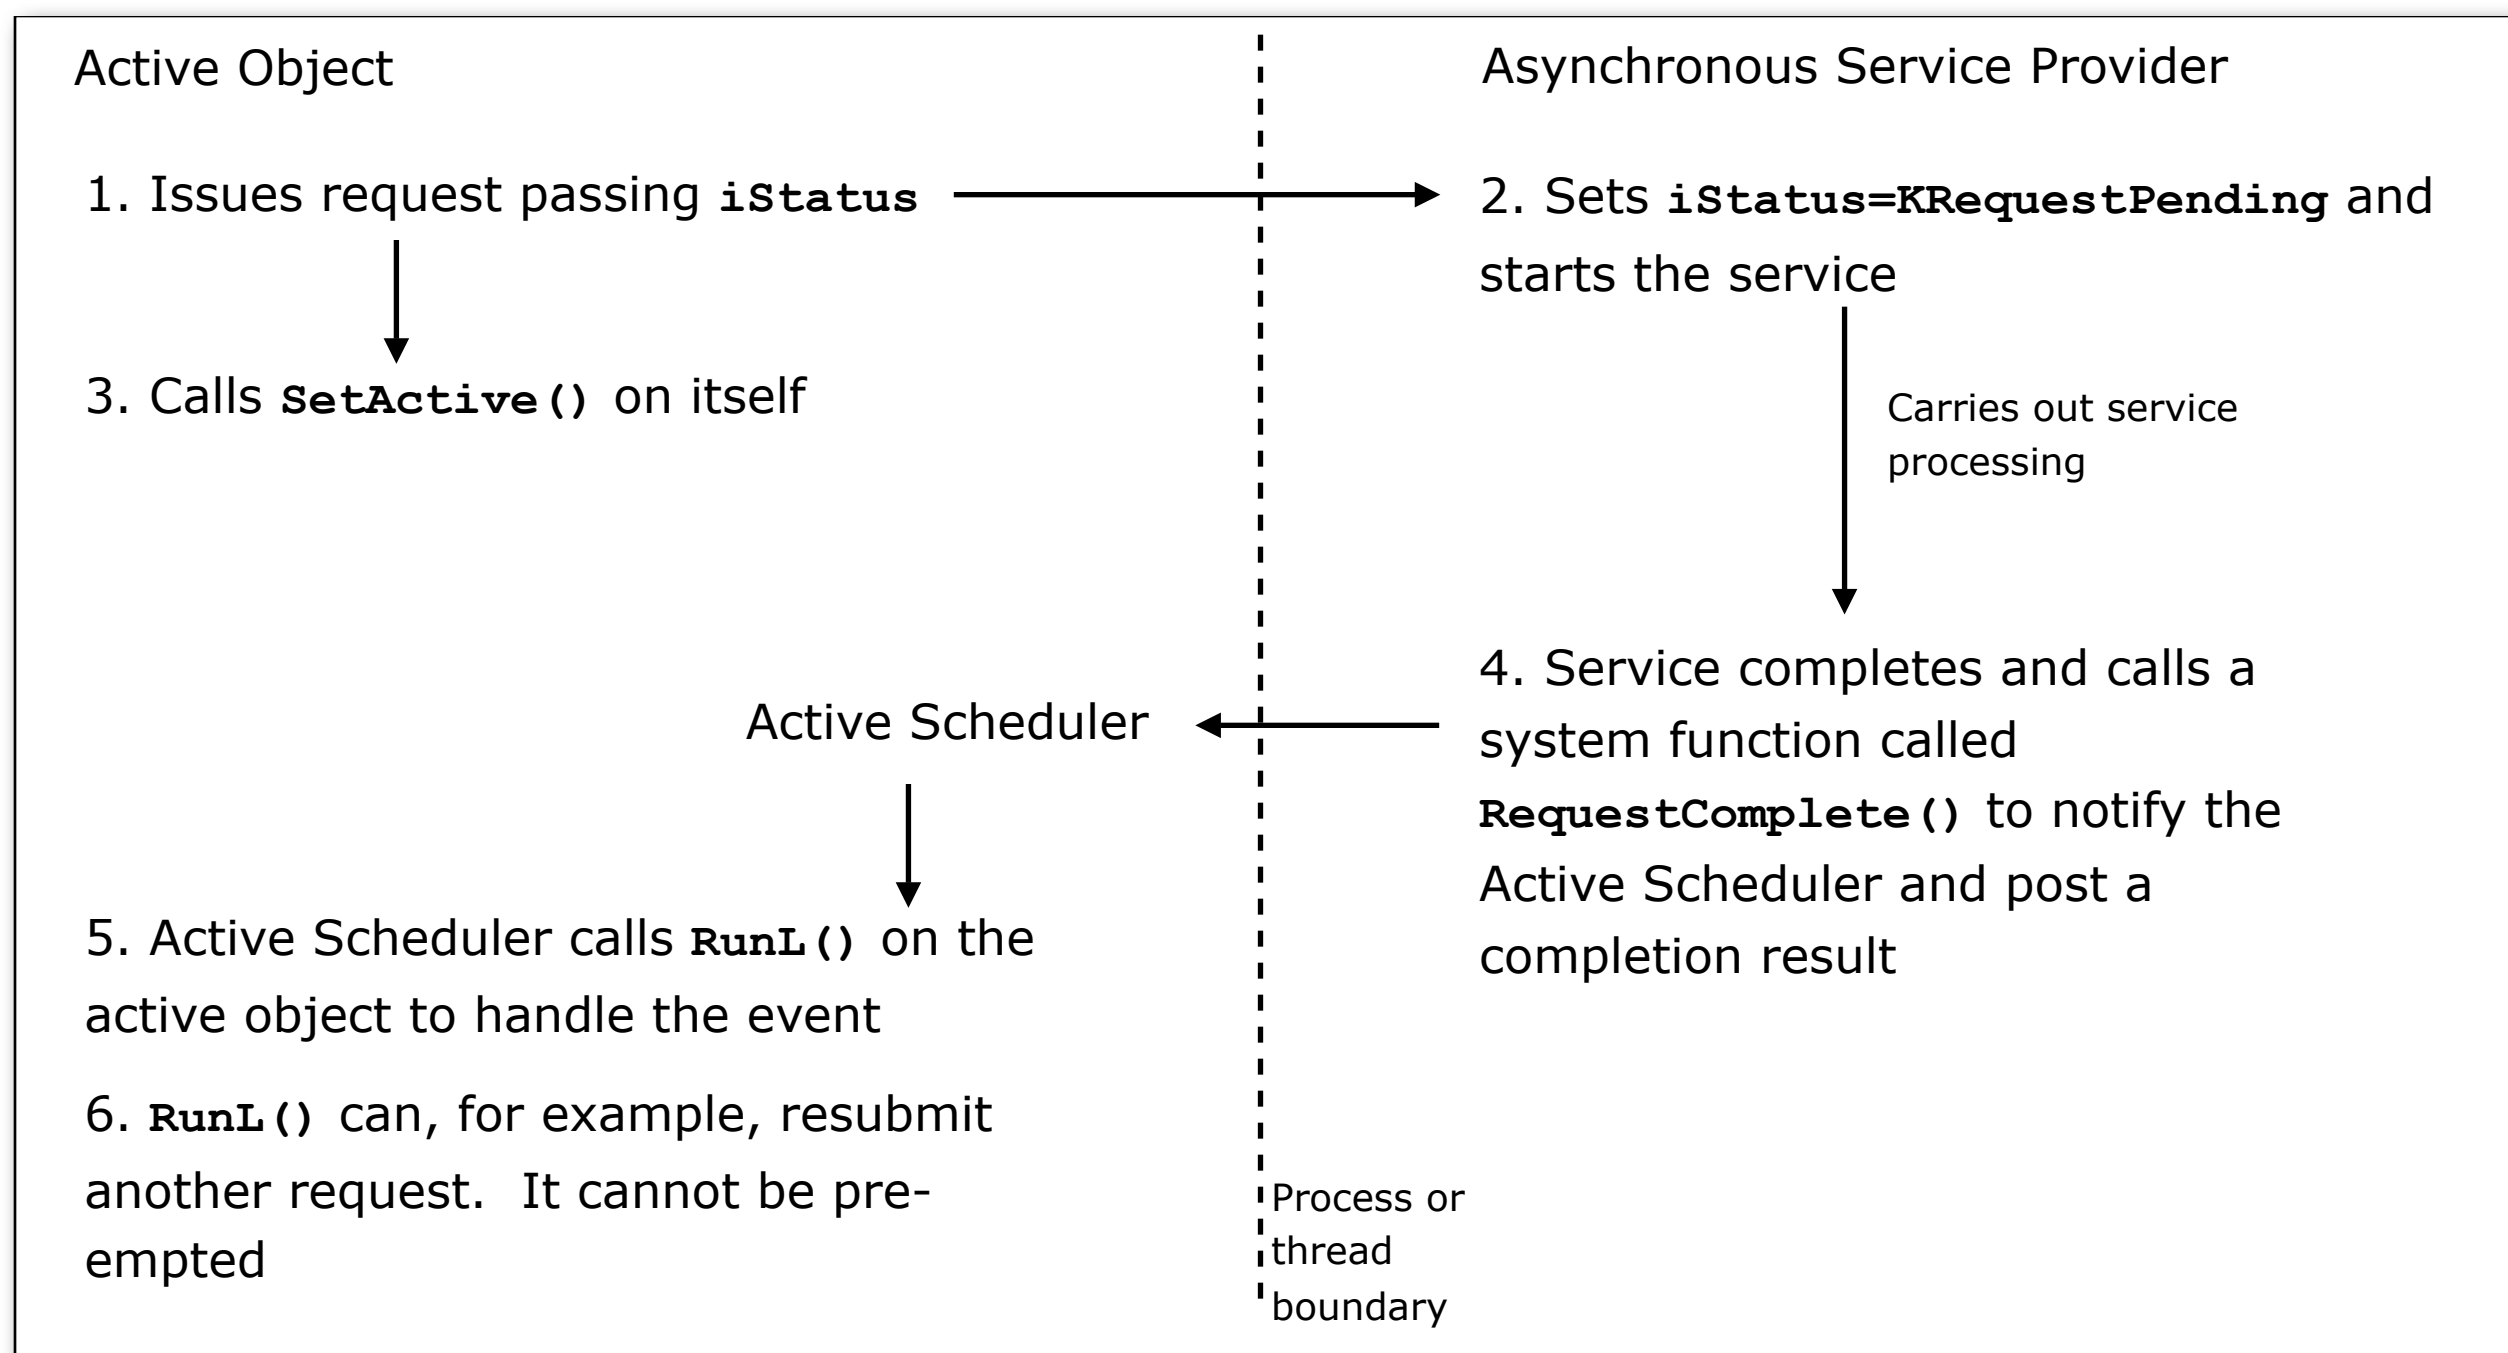 Active Object
Asynchronous Service Provider
1. Issues request passing iStatus
2. Sets iStatus=KRequestPending and
starts the service
3. Calls SetActive() on itself
Carries out service
processing
4. Service completes and calls a
system function called
RequestComplete() to notify the
Active Scheduler and post a
completion result
Active Scheduler
5. Active Scheduler calls RunL() on the
active object to handle the event
6. RunL() can, for example, resubmit
another request. It cannot be pre-
empted
Process or
thread
boundary